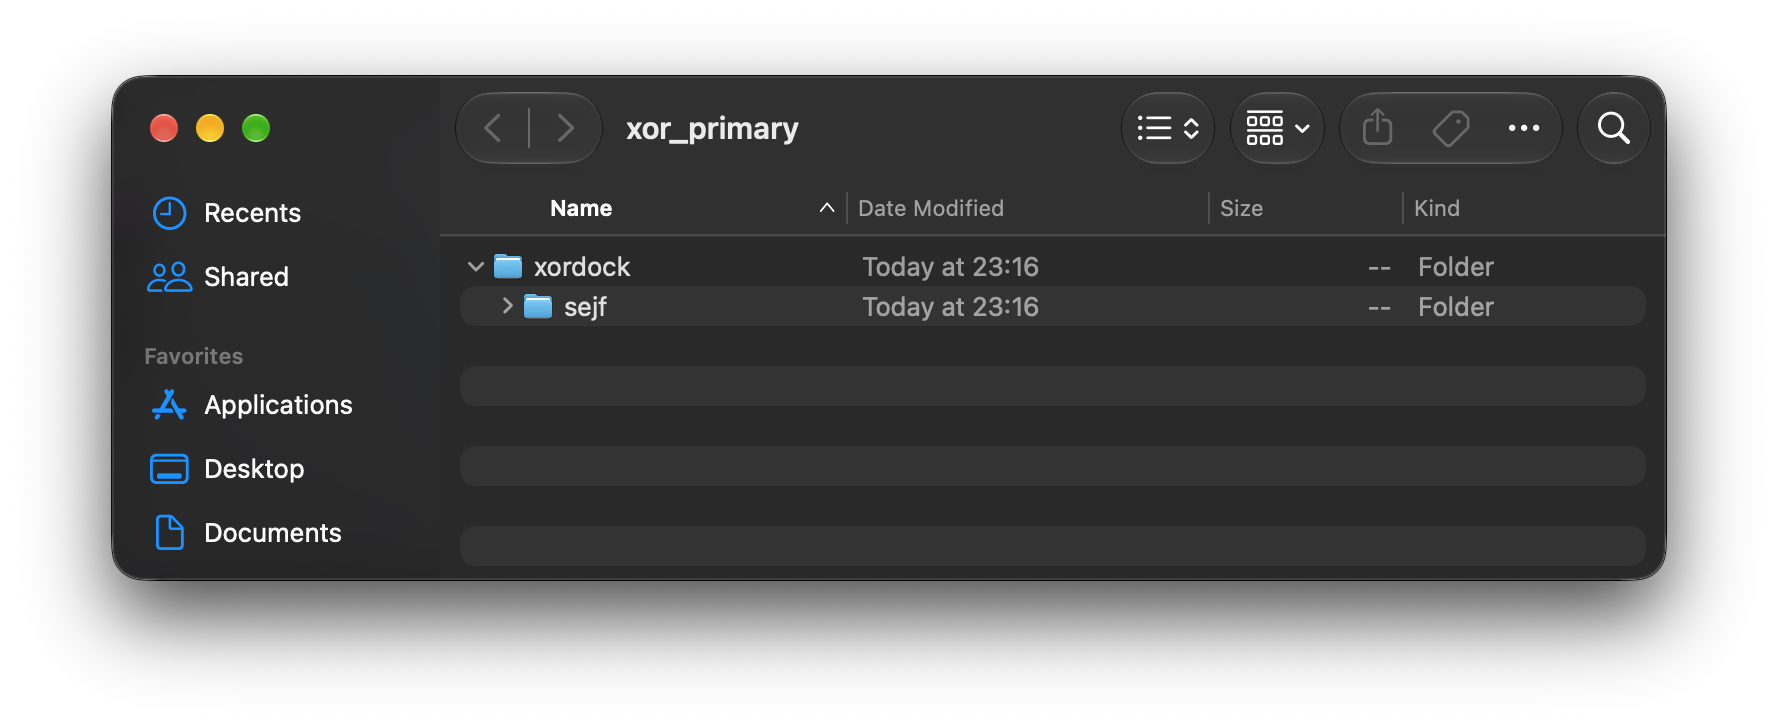 xor_primary
Recents
Shared
Favorites
Applications
Desktop
Documents
Name Date Modified Size Kind
xordock Today at 23:16 -- Folder
sejf Today at 23:16 -- Folder